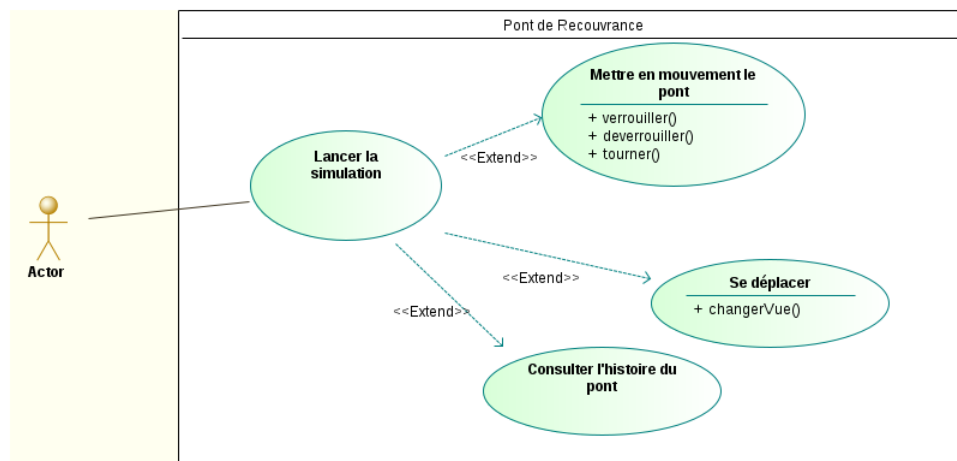 Pont de Recouvrance
Mettre en mouvement le
pont
+ verrouiller()
+ deverrouiller()
+ tourner()
<<Extend>>
Lancer la
simulation
Actor
<<Extend>>
Se déplacer
+ changerVue()
<<Extend>>
Consulter l'histoire du
pont